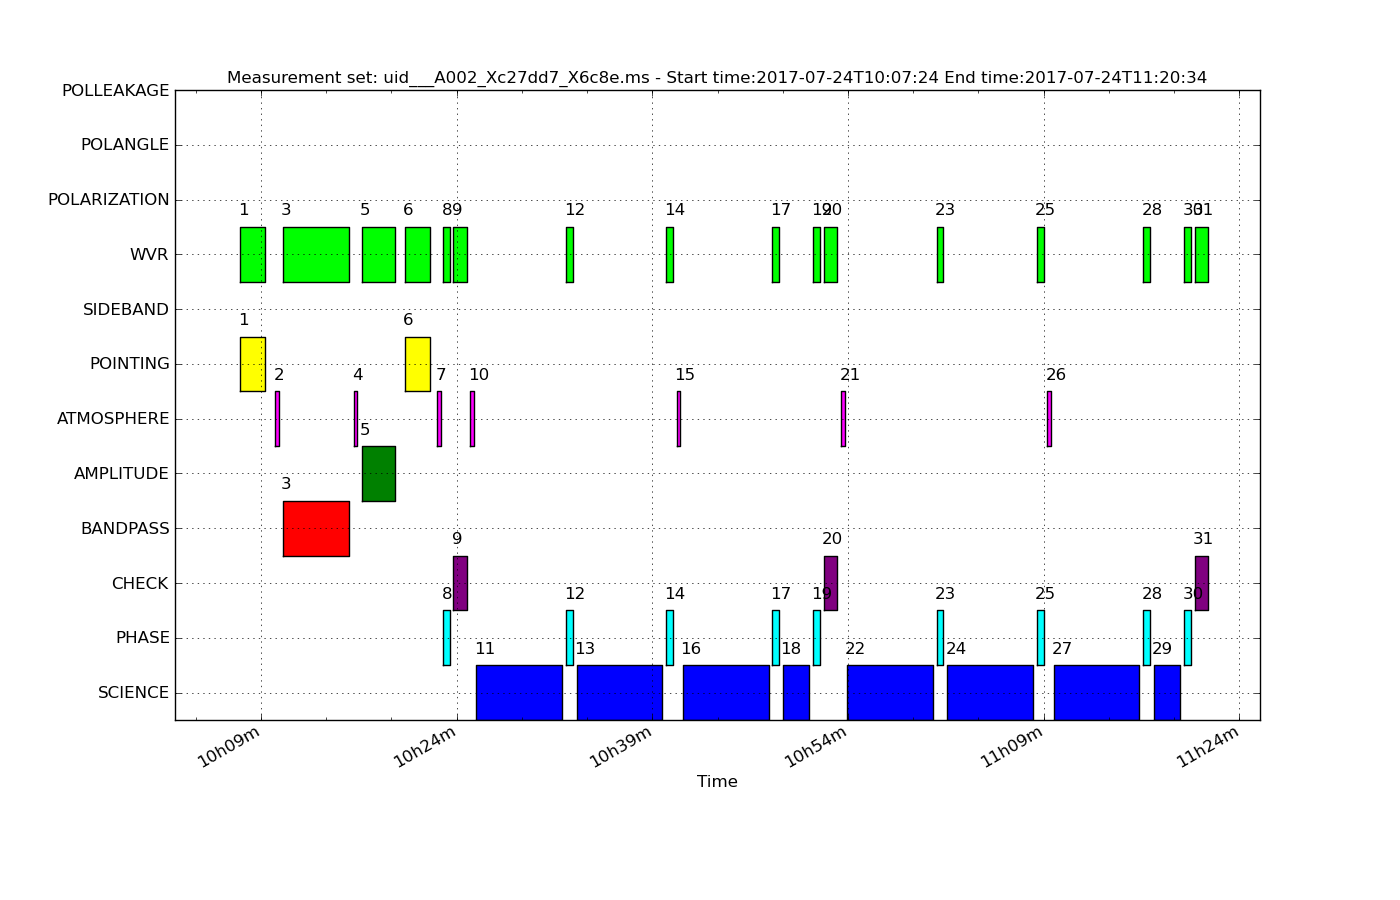 Measurement set: uid___A002_Xc27dd7_X6c8e.ms - Start time:2017-07-24T10:07:24 End time:2017-07-24T11:20:34
POLLEAKAGE
POLANGLE
POLARIZATION
1 3 5 6 8 9 12 14 17 19 20 23 25 28 30 31
WVR
SIDEBAND
1 6
POINTING
2 4 7 10 15 21 26
ATMOSPHERE
5
AMPLITUDE
3
BANDPASS
9 20 31
CHECK
8 12 14 17 19 23 25 28 30
PHASE
11 13 16 18 22 24 27 29
SCIENCE
10h09m 10h24m 10h39m 10h54m 11h09m 11h24m
Time